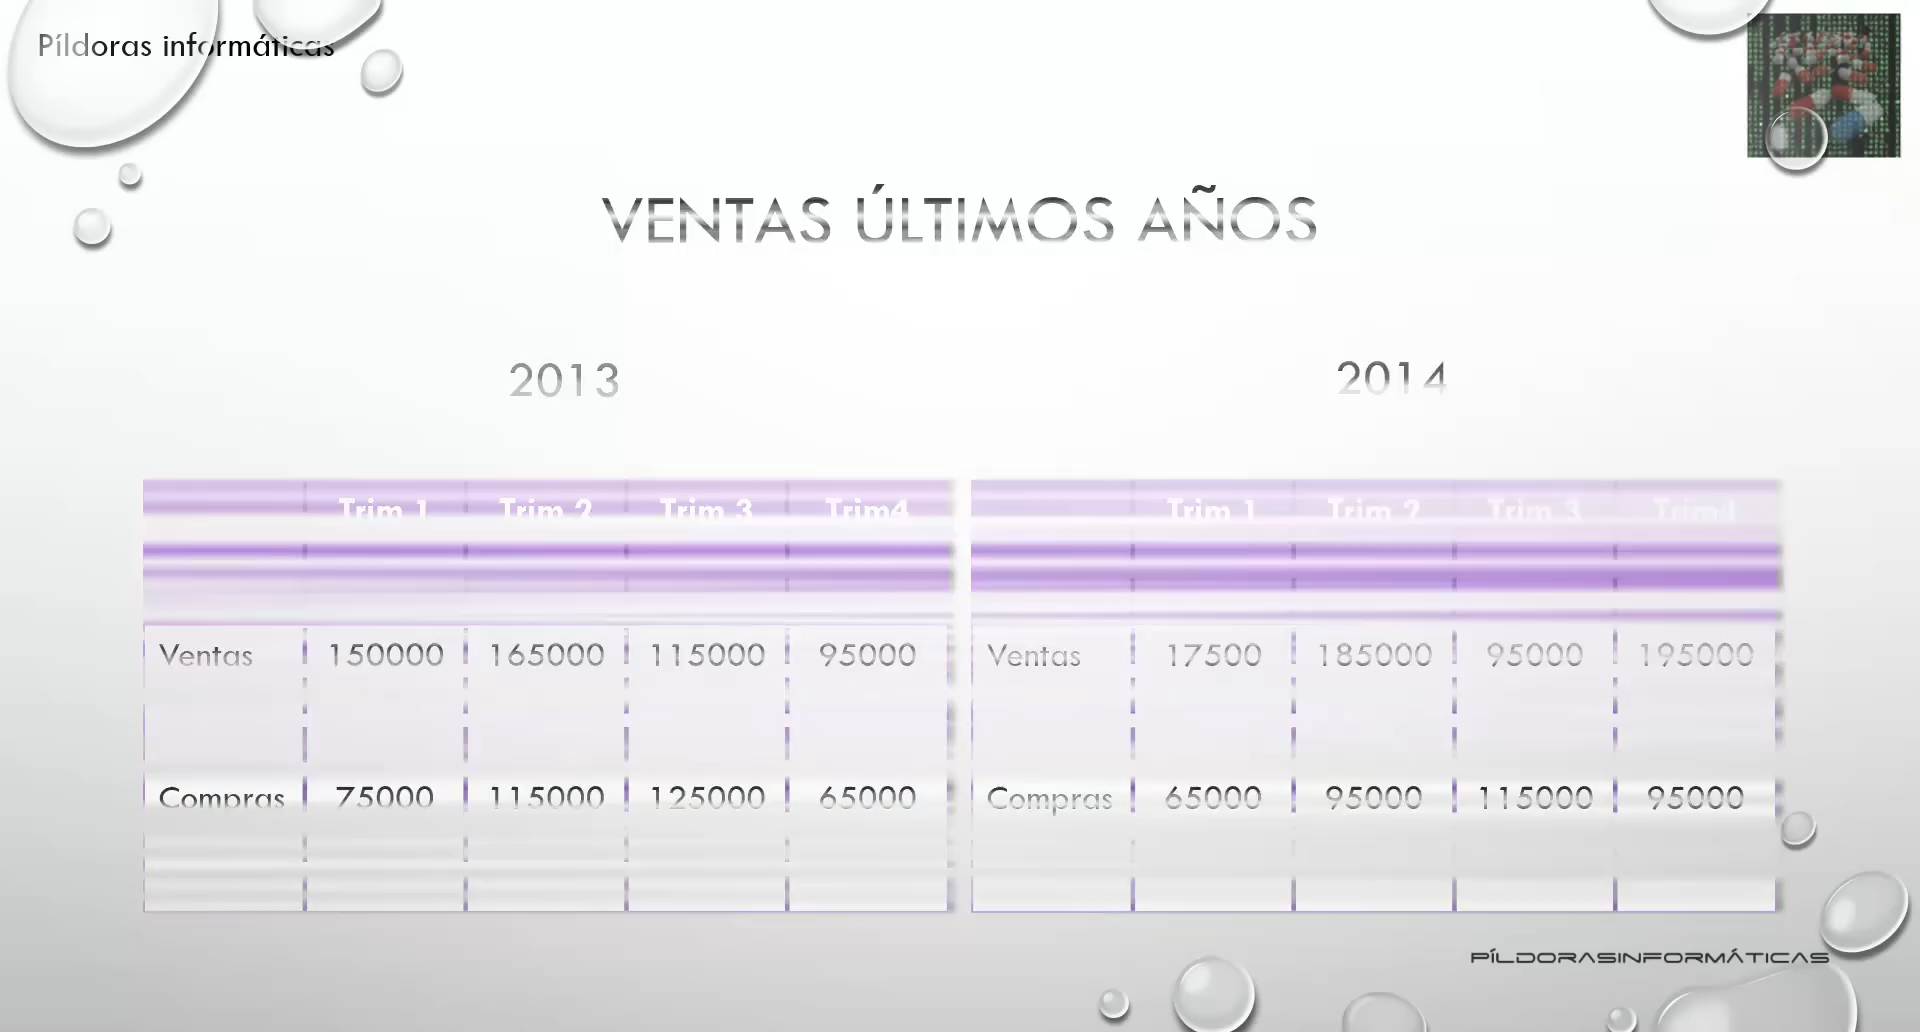 Píldoras informáticas
VENTAS ÚLTIMOS AÑOS
2013
Trim 1 Trim 2 Trim 3 Trim4
Ventas 150000 165000 115000 95000
Compras 75000 115000 125000 65000
2014
Trim 1 Trim 2 Trim 3 Trim4
Ventas 17500 185000 95000 195000
Compras 65000 95000 115000 95000
PÍLDORASINFORMÁTICAS